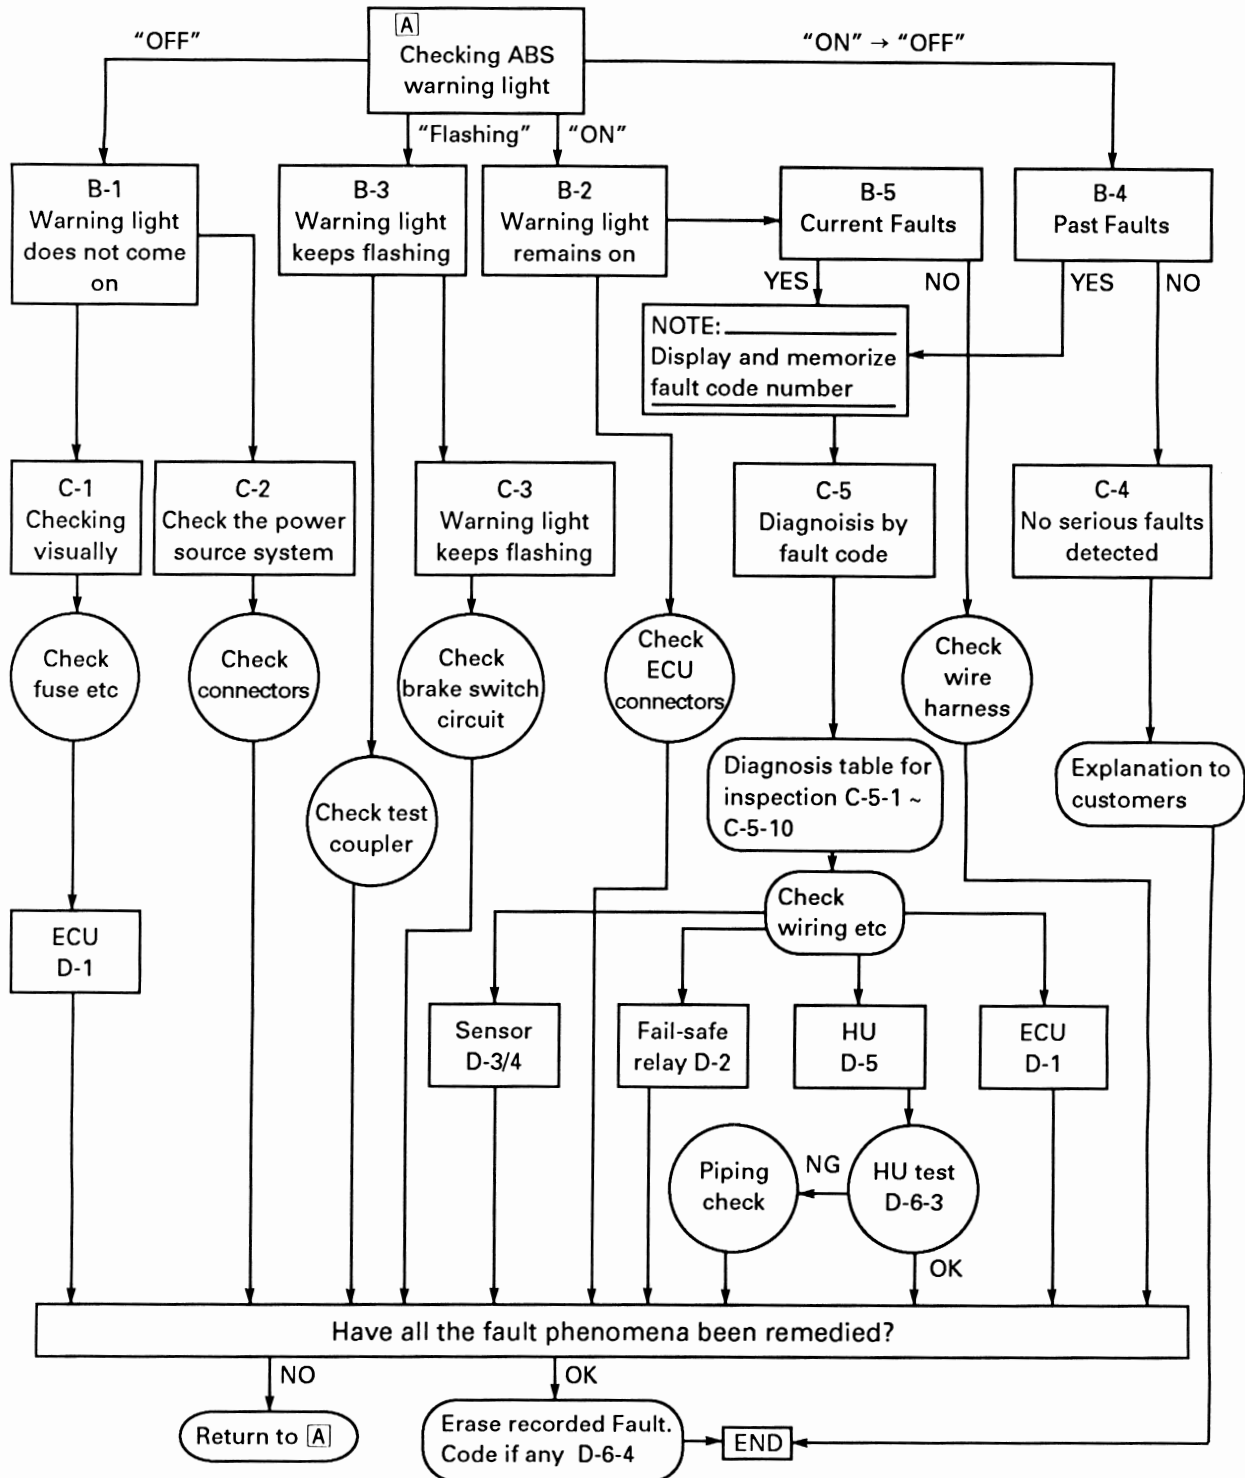 A
Checking ABS
warning light
“OFF”
“ON” → “OFF”
“Flashing”
“ON”
B-1
Warning light
does not come
on
B-3
Warning light
keeps flashing
B-2
Warning light
remains on
B-5
Current Faults
B-4
Past Faults
YES
NO
YES
NO
NOTE:
Display and memorize
fault code number
C-1
Checking
visually
C-2
Check the power
source system
C-3
Warning light
keeps flashing
C-5
Diagnoisis by
fault code
C-4
No serious faults
detected
Check
fuse etc
Check
connectors
Check
brake switch
circuit
Check
ECU
connectors
Check
wire
harness
Check test
coupler
Diagnosis table for
inspection C-5-1 ~
C-5-10
Explanation to
customers
Check
wiring etc
ECU
D-1
Sensor
D-3/4
Fail-safe
relay D-2
HU
D-5
ECU
D-1
Piping
check
NG
HU test
D-6-3
OK
Have all the fault phenomena been remedied?
NO
OK
Return to A
Erase recorded Fault.
Code if any D-6-4
END